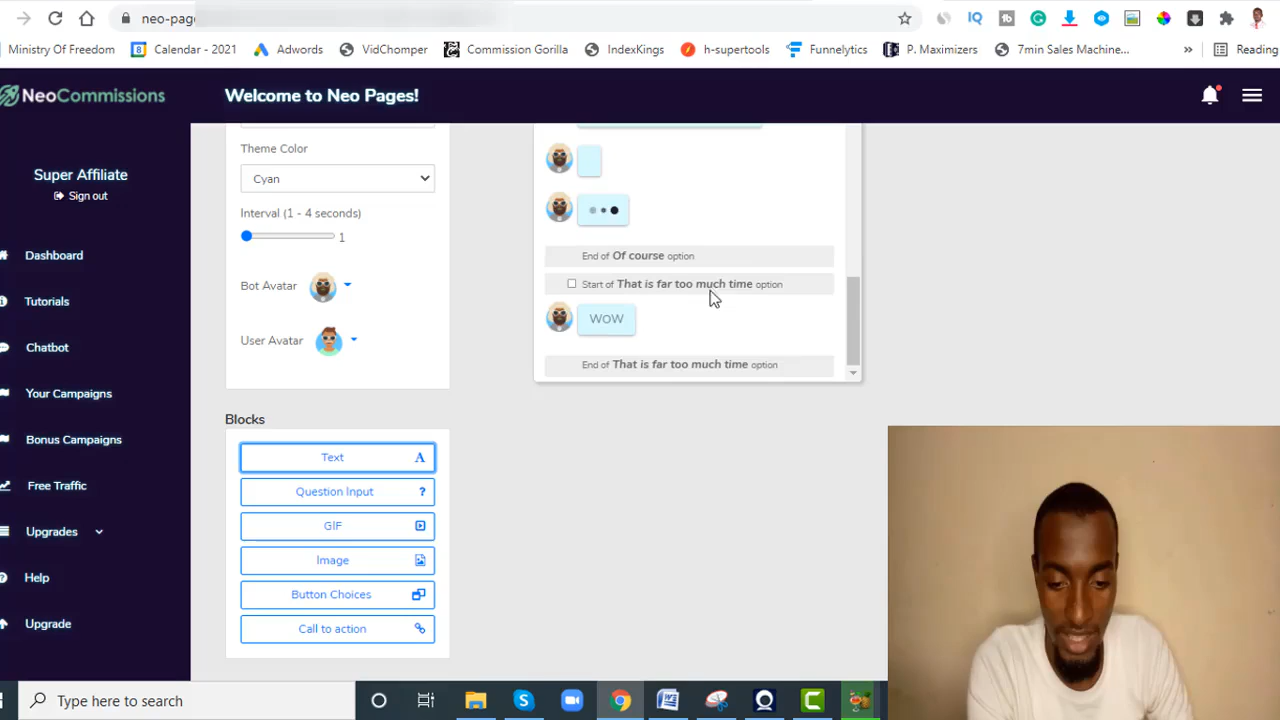 neo-page
Ministry Of Freedom
Calendar - 2021
Adwords
VidChomper
Commission Gorilla
IndexKings
h-supertools
Funnelytics
P. Maximizers
7min Sales Machine...
»
Reading
NeoCommissions
Welcome to Neo Pages!
Super Affiliate
Sign out
Dashboard
Tutorials
Chatbot
Your Campaigns
Bonus Campaigns
Free Traffic
Upgrades
Help
Upgrade
Theme Color
Cyan
Interval (1 - 4 seconds)
1
Bot Avatar
User Avatar
End of Of course option
Start of That is far too much time option
WOW
End of That is far too much time option
Blocks
Text A
Question Input ?
GIF
Image
Button Choices
Call to action
Type here to search